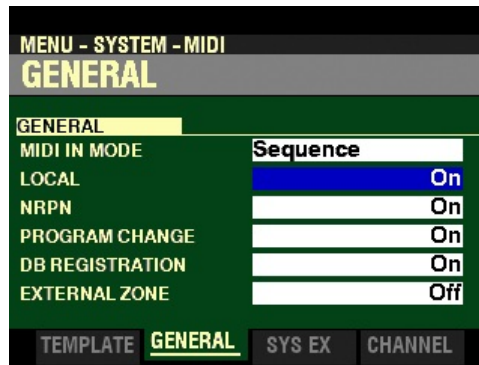 MENU - SYSTEM - MIDI
GENERAL
GENERAL
MIDI IN MODE Sequence
LOCAL On
NRPN On
PROGRAM CHANGE On
DB REGISTRATION On
EXTERNAL ZONE Off
TEMPLATE GENERAL SYS EX CHANNEL